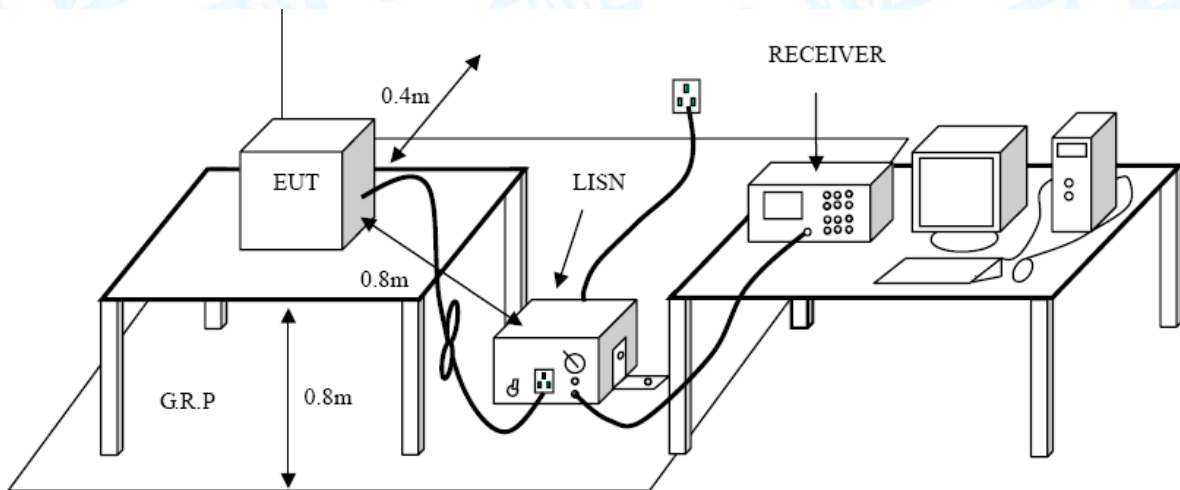 RECEIVER
0.4m
EUT
LISN
0.8m
G.R.P
0.8m